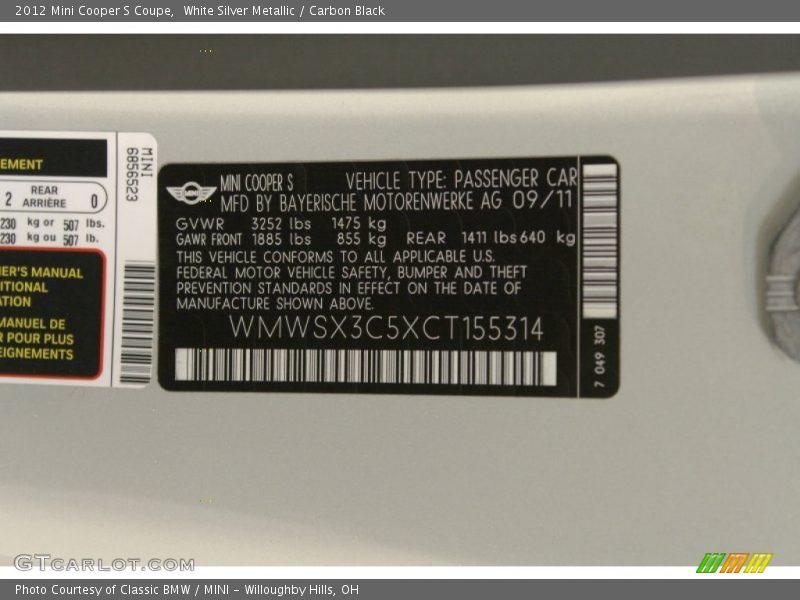 2012 Mini Cooper S Coupe,  White Silver Metallic / Carbon Black
EMENT
2 REAR ARRIÈRE 0
230 kg or 507 lbs.
230 kg ou 507 lb.
ER'S MANUAL
ITIONAL
ATION
MANUEL DE
R POUR PLUS
EIGNEMENTS
MINI
6856523
MINI
MINI COOPER S VEHICLE TYPE: PASSENGER CAR
MFD BY BAYERISCHE MOTORENWERKE AG 09/11
GVWR 3252 lbs 1475 kg
GAWR FRONT 1885 lbs 855 kg REAR 1411 lbs 640 kg
THIS VEHICLE CONFORMS TO ALL APPLICABLE U.S.
FEDERAL MOTOR VEHICLE SAFETY, BUMPER AND THEFT
PREVENTION STANDARDS IN EFFECT ON THE DATE OF
MANUFACTURE SHOWN ABOVE.
WMWSX3C5XCT155314
7 049 307
GTCARLOT.COM
Photo Courtesy of Classic BMW / MINI - Willoughby Hills, OH